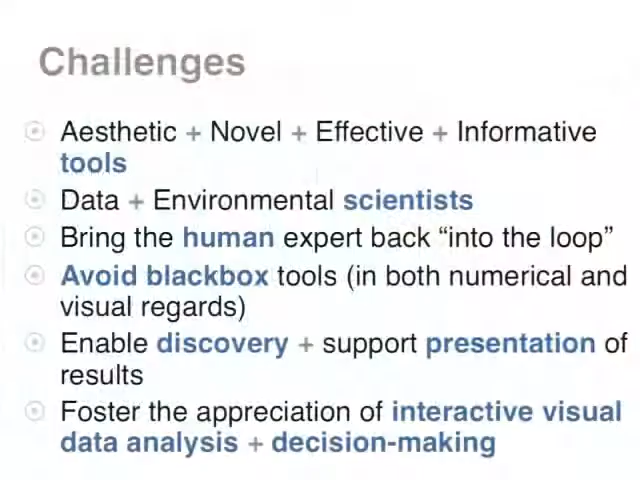 Challenges
Aesthetic + Novel + Effective + Informative
tools
Data + Environmental scientists
Bring the human expert back “into the loop”
Avoid blackbox tools (in both numerical and
visual regards)
Enable discovery + support presentation of
results
Foster the appreciation of interactive visual
data analysis + decision-making